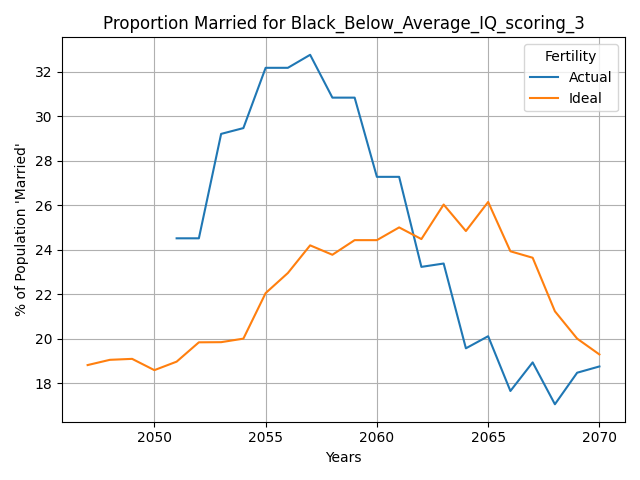 Proportion Married for Black_Below_Average_IQ_scoring_3
% of Population 'Married'
32
30
28
26
24
22
20
18
Fertility
Actual
Ideal
2050 2055 2060 2065 2070
Years